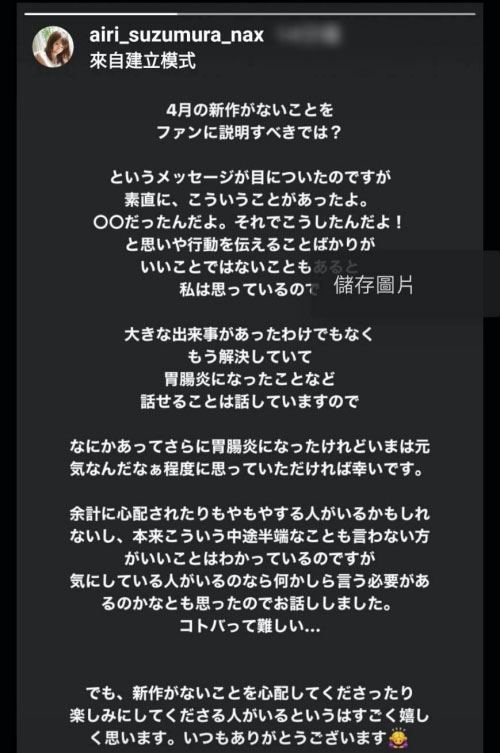 airi_suzumura_nax
來自建立模式
4月の新作がないことを
ファンに説明すべきでは？
というメッセージが目についたのですが
素直に、こういうことがあったよ。
〇〇だったんだよ。それでこうしたんだよ！
と思いや行動を伝えることばかりが
いいことではないこともあると
私は思っているので
儲存圖片
大きな出来事があったわけでもなく
もう解決していて
胃腸炎になったことなど
話せることは話していますので
なにかあってさらに胃腸炎になったけれどいまは元
気なんだなぁ程度に思っていただければ幸いです。
余計に心配されたりもやもやする人がいるかもしれ
ないし、本来こういう中途半端なことも言わない方
がいいことはわかっているのですが
気にしている人がいるのなら何かしら言う必要があ
るのかなとも思ったのでお話ししました。
コトバって難しい...
でも、新作がないことを心配してくださったり
楽しみにしてくださる人がいるというはすごく嬉し
く思います。いつもありがとうございます🙇‍♀️